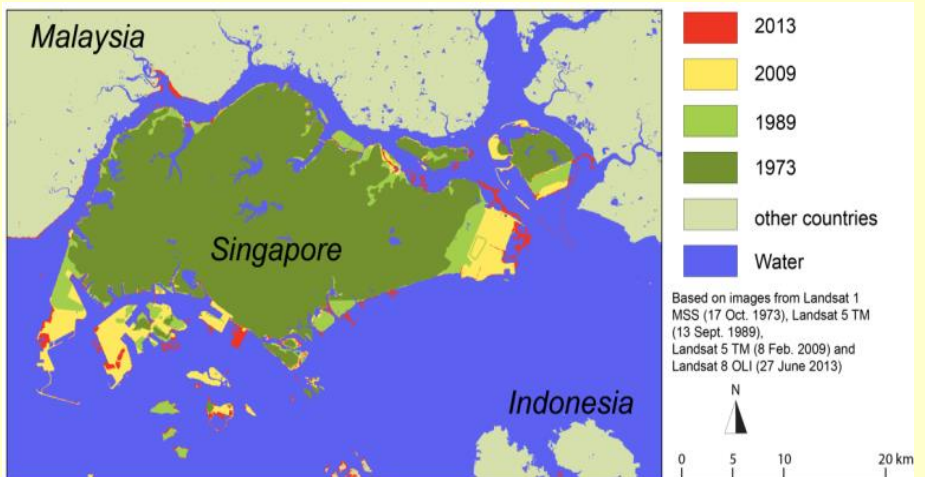 Malaysia
Singapore
Indonesia
2013
2009
1989
1973
other countries
Water
Based on images from Landsat 1
MSS (17 Oct. 1973), Landsat 5 TM
(13 Sept. 1989),
Landsat 5 TM (8 Feb. 2009) and
Landsat 8 OLI (27 June 2013)
N
0 5 10 20 km